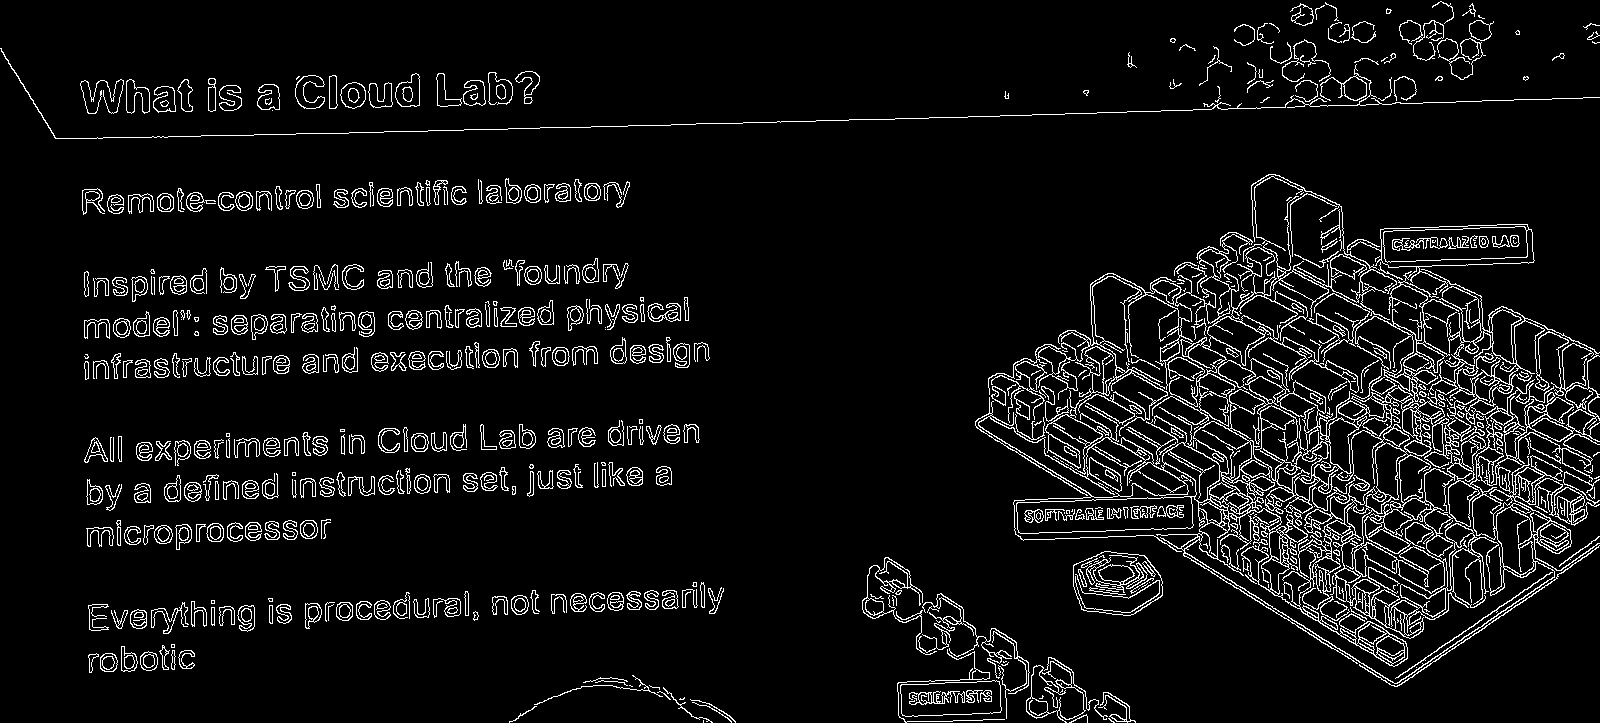 What is a Cloud Lab?
Remote-control scientific laboratory
Inspired by TSMC and the "foundry
model": separating centralized physical
infrastructure and execution from design
All experiments in Cloud Lab are driven
by a defined instruction set, just like a
microprocessor
Everything is procedural, not necessarily
robotic
CENTRALIZED LAB
SOFTWARE INTERFACE
SCIENTISTS